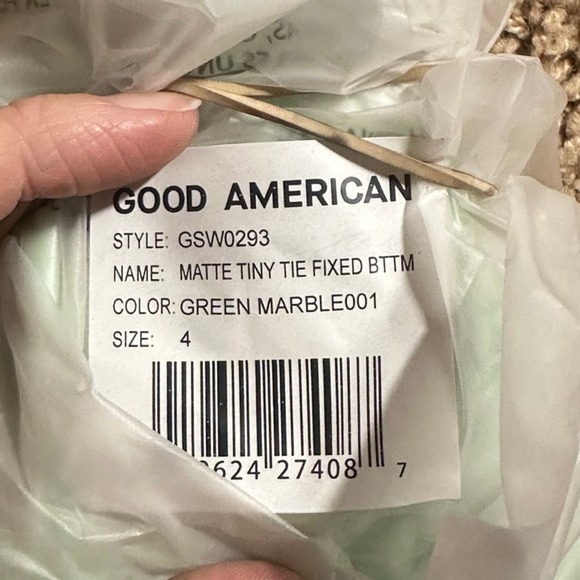 GOOD AMERICAN
STYLE: GSW0293
NAME: MATTE TINY TIE FIXED BTTM
COLOR: GREEN MARBLE001
SIZE: 4
624 27408 7